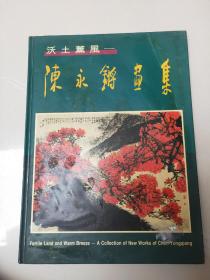 沃土薰風—
陳永鏘畫集
Fertile Land and Warm Breeze — A Collection of New Works of Chen Yongqiang